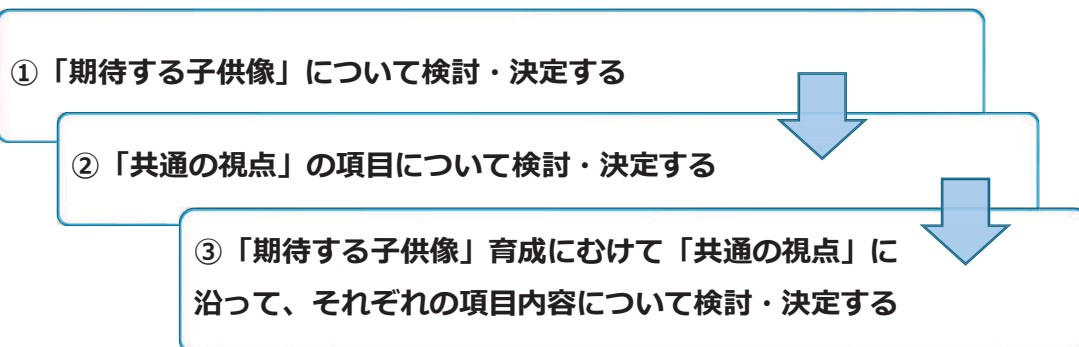 ①「期待する子供像」について検討・決定する
②「共通の視点」の項目について検討・決定する
③「期待する子供像」育成にむけて「共通の視点」に
沿って、それぞれの項目内容について検討・決定する